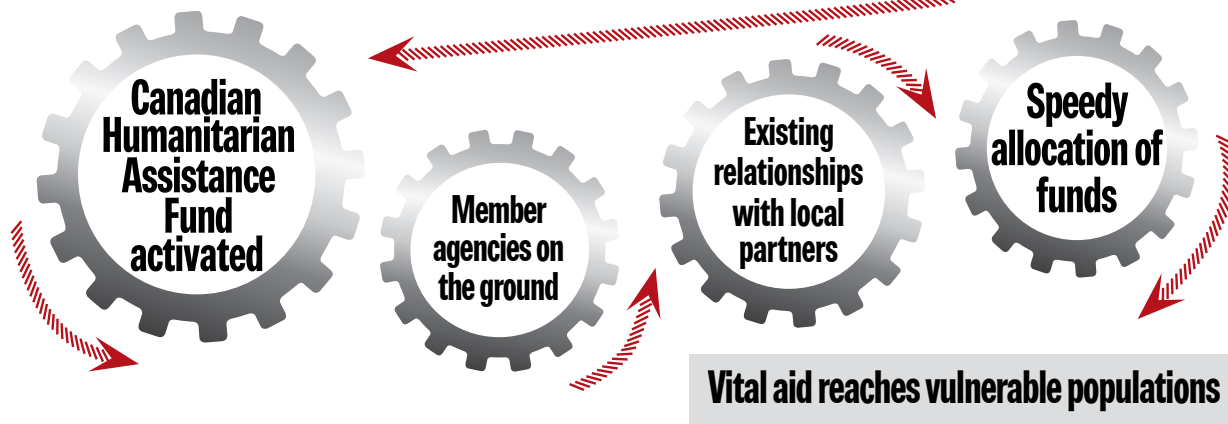 Canadian
Humanitarian
Assistance
Fund
activated
Member
agencies on
the ground
Existing
relationships
with local
partners
Speedy
allocation of
funds
Vital aid reaches vulnerable populations